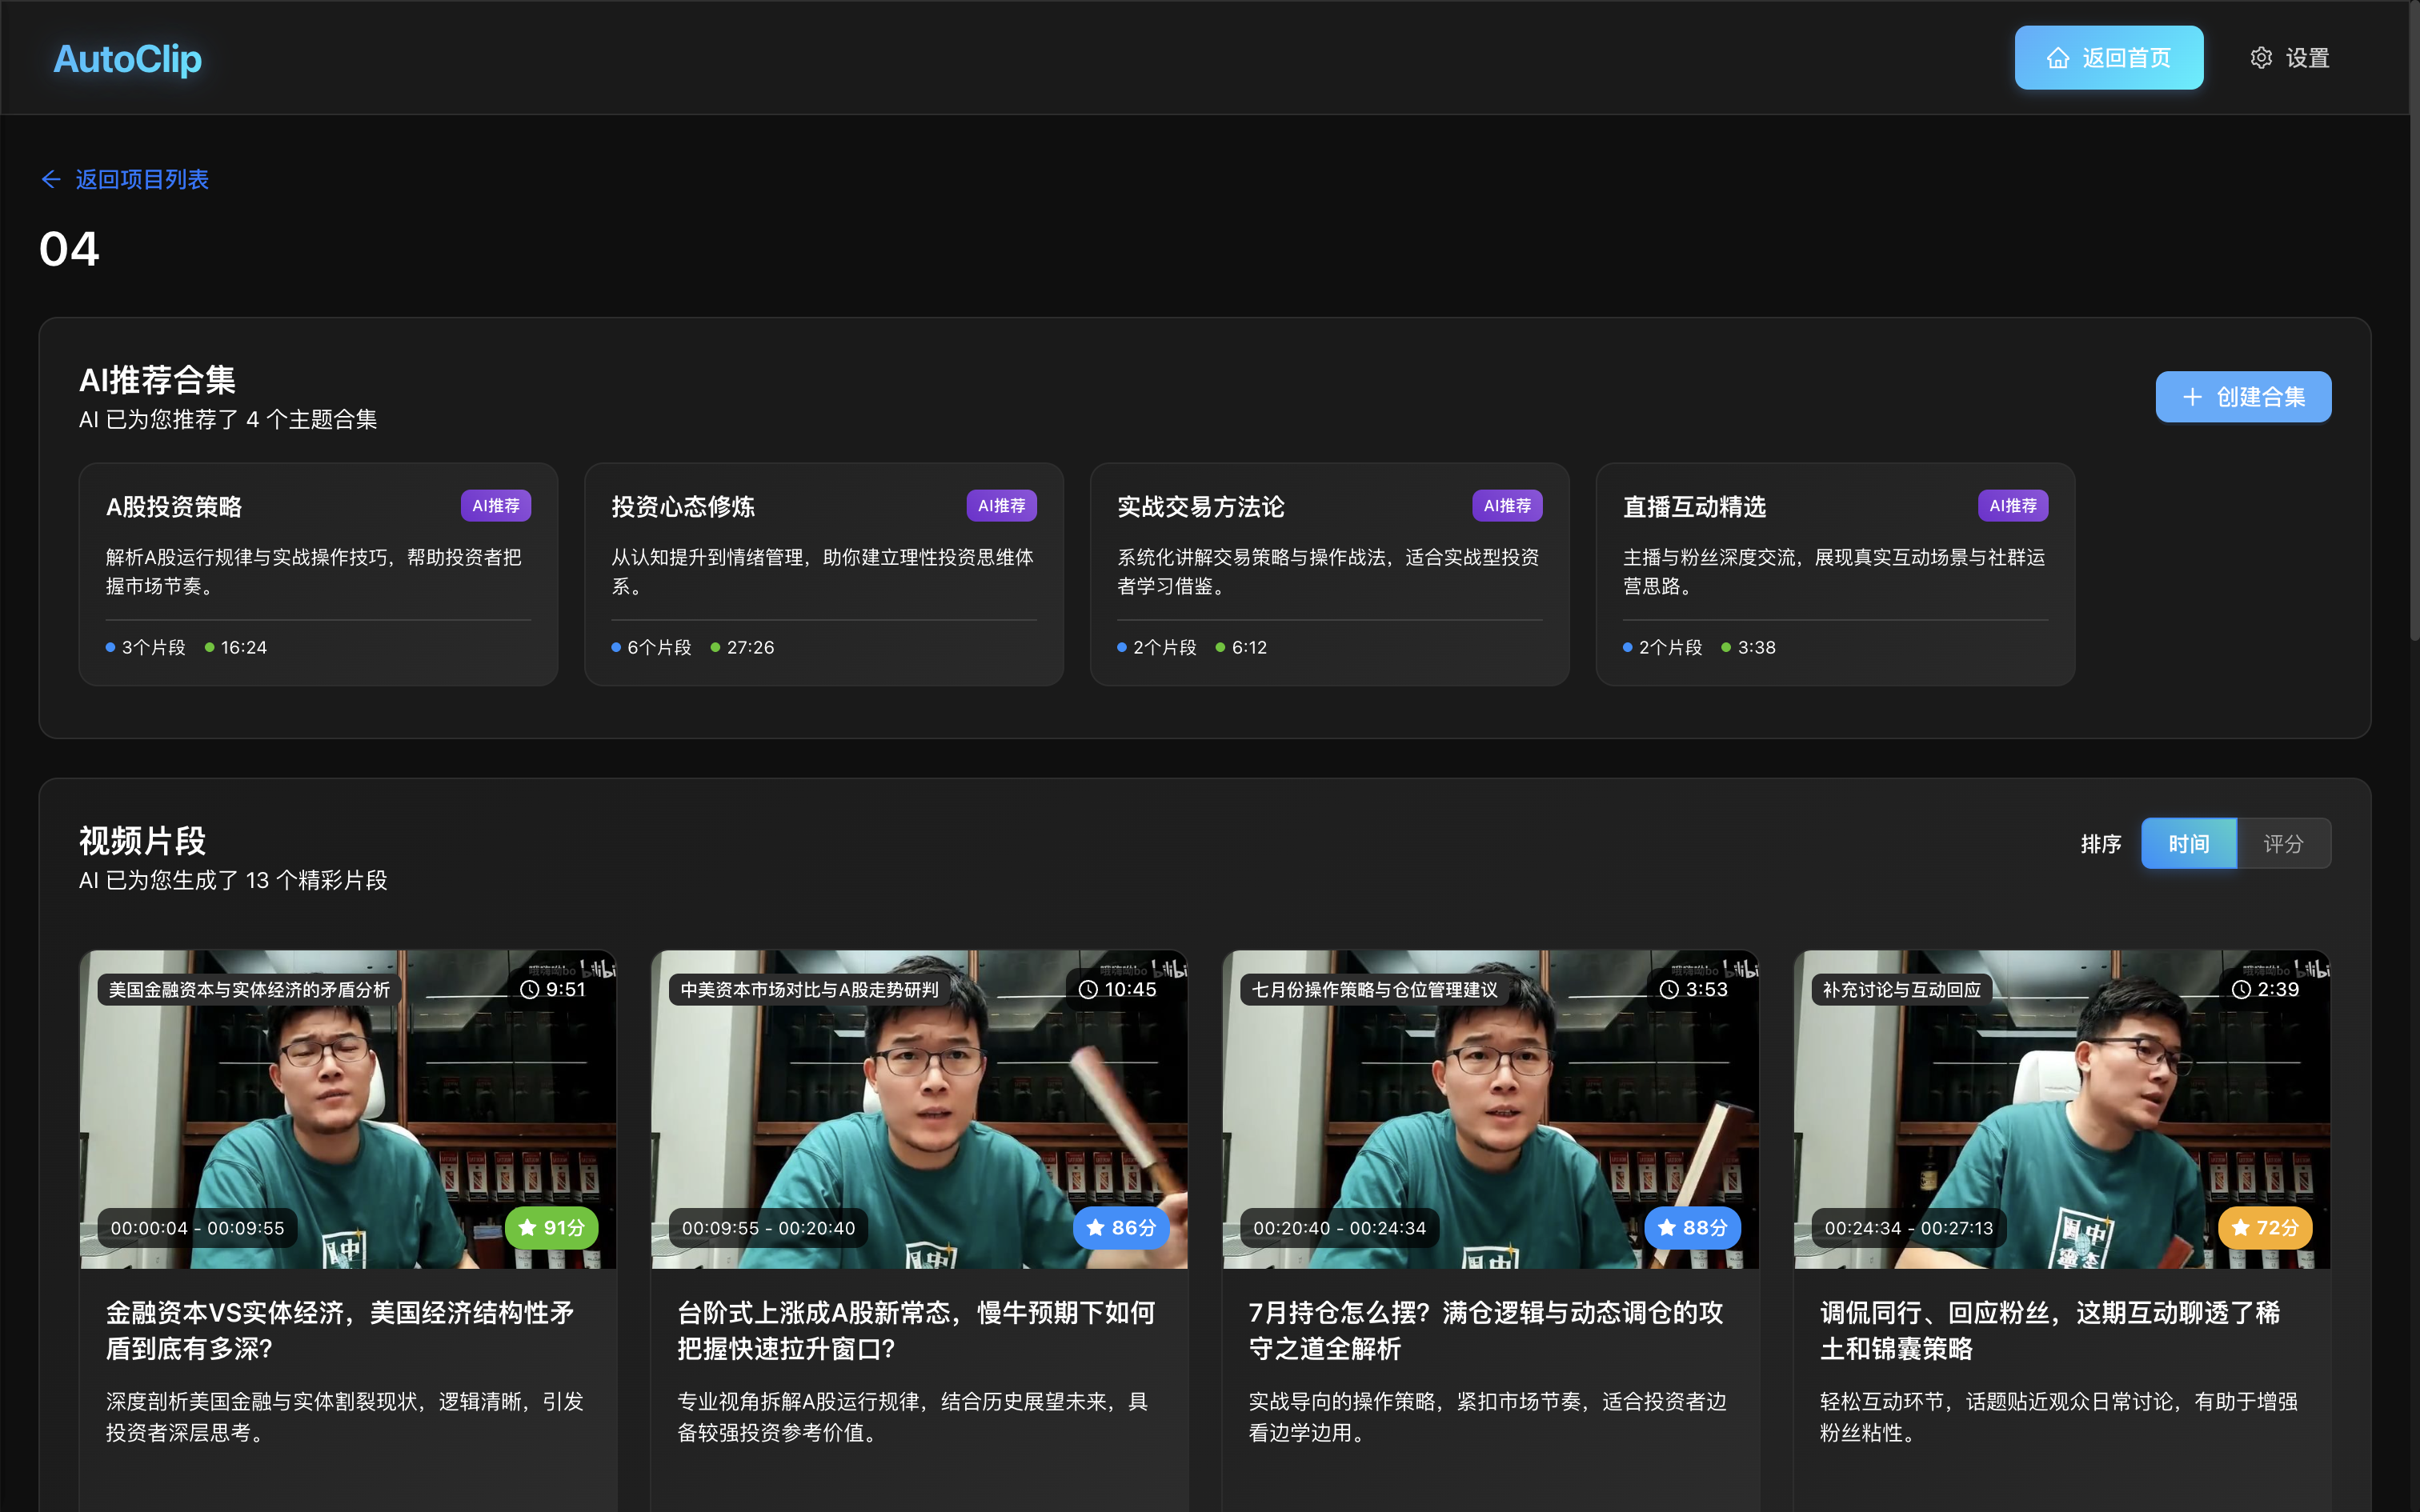 AutoClip
返回首页
设置
返回项目列表
04
AI推荐合集
AI 已为您推荐了 4 个主题合集
创建合集
A股投资策略
AI推荐
解析A股运行规律与实战操作技巧，帮助投资者把
握市场节奏。
3个片段
16:24
投资心态修炼
AI推荐
从认知提升到情绪管理，助你建立理性投资思维体
系。
6个片段
27:26
实战交易方法论
AI推荐
系统化讲解交易策略与操作战法，适合实战型投资
者学习借鉴。
2个片段
6:12
直播互动精选
AI推荐
主播与粉丝深度交流，展现真实互动场景与社群运
营思路。
2个片段
3:38
视频片段
AI 已为您生成了 13 个精彩片段
排序
时间
评分
美国金融资本与实体经济的矛盾分析
9:51
00:00:04 - 00:09:55
91分
金融资本VS实体经济，美国经济结构性矛
盾到底有多深？
深度剖析美国金融与实体割裂现状，逻辑清晰，引发
投资者深层思考。
中美资本市场对比与A股走势研判
10:45
00:09:55 - 00:20:40
86分
台阶式上涨成A股新常态，慢牛预期下如何
把握快速拉升窗口？
专业视角拆解A股运行规律，结合历史展望未来，具
备较强投资参考价值。
七月份操作策略与仓位管理建议
3:53
00:20:40 - 00:24:34
88分
7月持仓怎么摆？满仓逻辑与动态调仓的攻
守之道全解析
实战导向的操作策略，紧扣市场节奏，适合投资者边
看边学边用。
补充讨论与互动回应
2:39
00:24:34 - 00:27:13
72分
调侃同行、回应粉丝，这期互动聊透了稀
土和锦囊策略
轻松互动环节，话题贴近观众日常讨论，有助于增强
粉丝粘性。